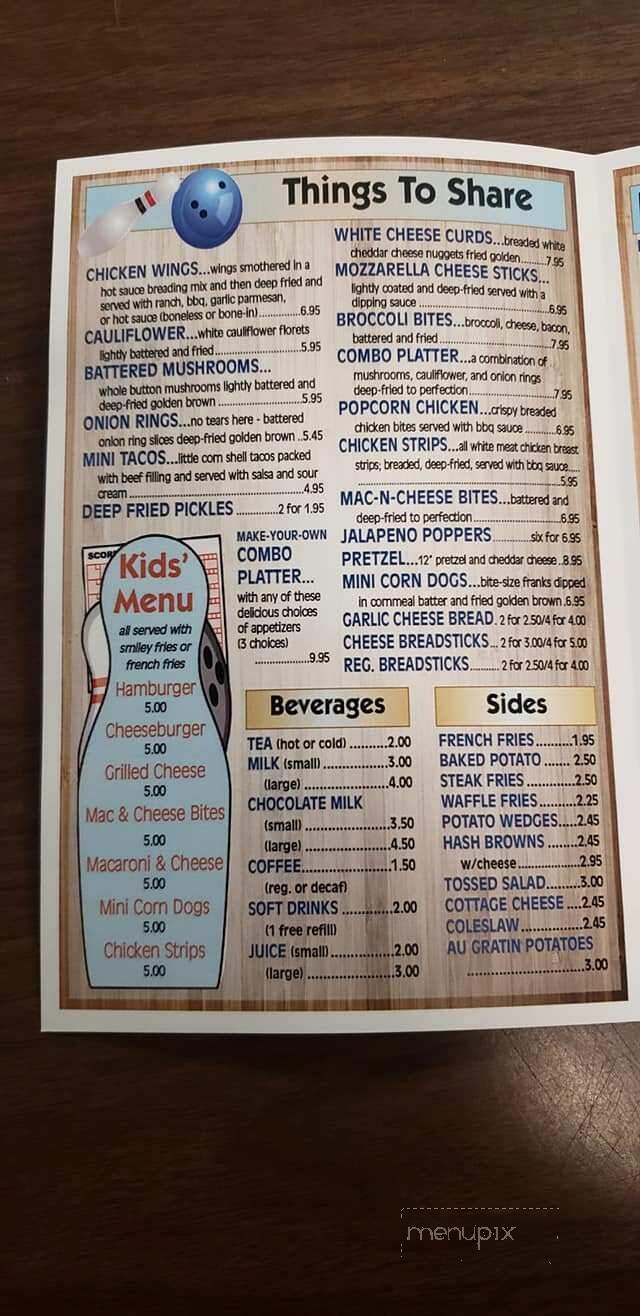 Things To Share
CHICKEN WINGS...wings smothered in a
hot sauce breading mix and then deep fried and
served with ranch, bbq, garlic parmesan,
or hot sauce (boneless or bone-in)..............6.95
CAULIFLOWER...white cauliflower florets
lightly battered and fried..............................5.95
BATTERED MUSHROOMS...
whole button mushrooms lightly battered and
deep-fried golden brown ............................5.95
ONION RINGS...no tears here - battered
onion ring slices deep-fried golden brown ..5.45
MINI TACOS...little corn shell tacos packed
with beef filling and served with salsa and sour
cream ..........................................................4.95
DEEP FRIED PICKLES ..............2 for 1.95
WHITE CHEESE CURDS...breaded white
cheddar cheese nuggets fried golden.........7.95
MOZZARELLA CHEESE STICKS...
lightly coated and deep-fried served with a
dipping sauce .............................................6.95
BROCCOLI BITES...broccoli, cheese, bacon,
battered and fried .......................................7.95
COMBO PLATTER...a combination of
mushrooms, cauliflower, and onion rings
deep-fried to perfection..............................7.95
POPCORN CHICKEN...crispy breaded
chicken bites served with bbq sauce ...........6.95
CHICKEN STRIPS...all white meat chicken breast
strips; breaded, deep-fried, served with bbq sauce.....
......................................................................5.95
MAC-N-CHEESE BITES...battered and
deep-fried to perfection..............................6.95
JALAPENO POPPERS .............six for 6.95
PRETZEL...12" pretzel and cheddar cheese ..8.95
MINI CORN DOGS...bite-size franks dipped
in cornmeal batter and fried golden brown .6.95
GARLIC CHEESE BREAD. 2 for 2.50/4 for 4.00
CHEESE BREADSTICKS... 2 for 3.00/4 for 5.00
REG. BREADSTICKS.......... 2 for 2.50/4 for 4.00
MAKE-YOUR-OWN
COMBO
PLATTER...
with any of these
delicious choices
of appetizers
(3 choices)
...................9.95
SCOR
Kids'
Menu
all served with
smiley fries or
french fries
Hamburger
5.00
Cheeseburger
5.00
Grilled Cheese
5.00
Mac & Cheese Bites
5.00
Macaroni & Cheese
5.00
Mini Corn Dogs
5.00
Chicken Strips
5.00
Beverages
TEA (hot or cold) ..........2.00
MILK (small)..................3.00
(large) .......................4.00
CHOCOLATE MILK
(small) .......................3.50
(large) .......................4.50
COFFEE.......................1.50
(reg. or decaf)
SOFT DRINKS .............2.00
(1 free refill)
JUICE (small)................2.00
(large) .......................3.00
Sides
FRENCH FRIES..........1.95
BAKED POTATO ....... 2.50
STEAK FRIES .............2.50
WAFFLE FRIES...........2.25
POTATO WEDGES.....2.45
HASH BROWNS ........2.45
w/cheese..................2.95
TOSSED SALAD.........3.00
COTTAGE CHEESE ....2.45
COLESLAW................2.45
AU GRATIN POTATOES
...................................3.00
menupix